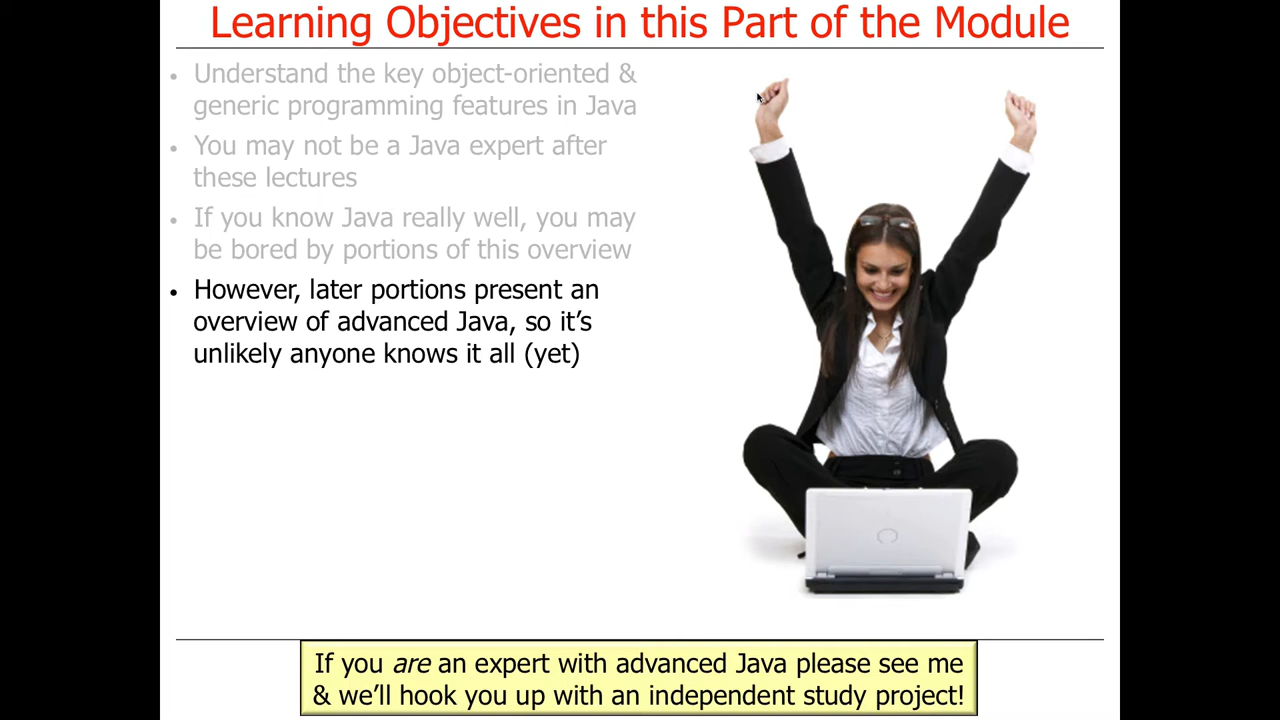 Learning Objectives in this Part of the Module
• Understand the key object-oriented &
generic programming features in Java
• You may not be a Java expert after
these lectures
• If you know Java really well, you may
be bored by portions of this overview
• However, later portions present an
overview of advanced Java, so it’s
unlikely anyone knows it all (yet)
If you are an expert with advanced Java please see me
& we’ll hook you up with an independent study project!